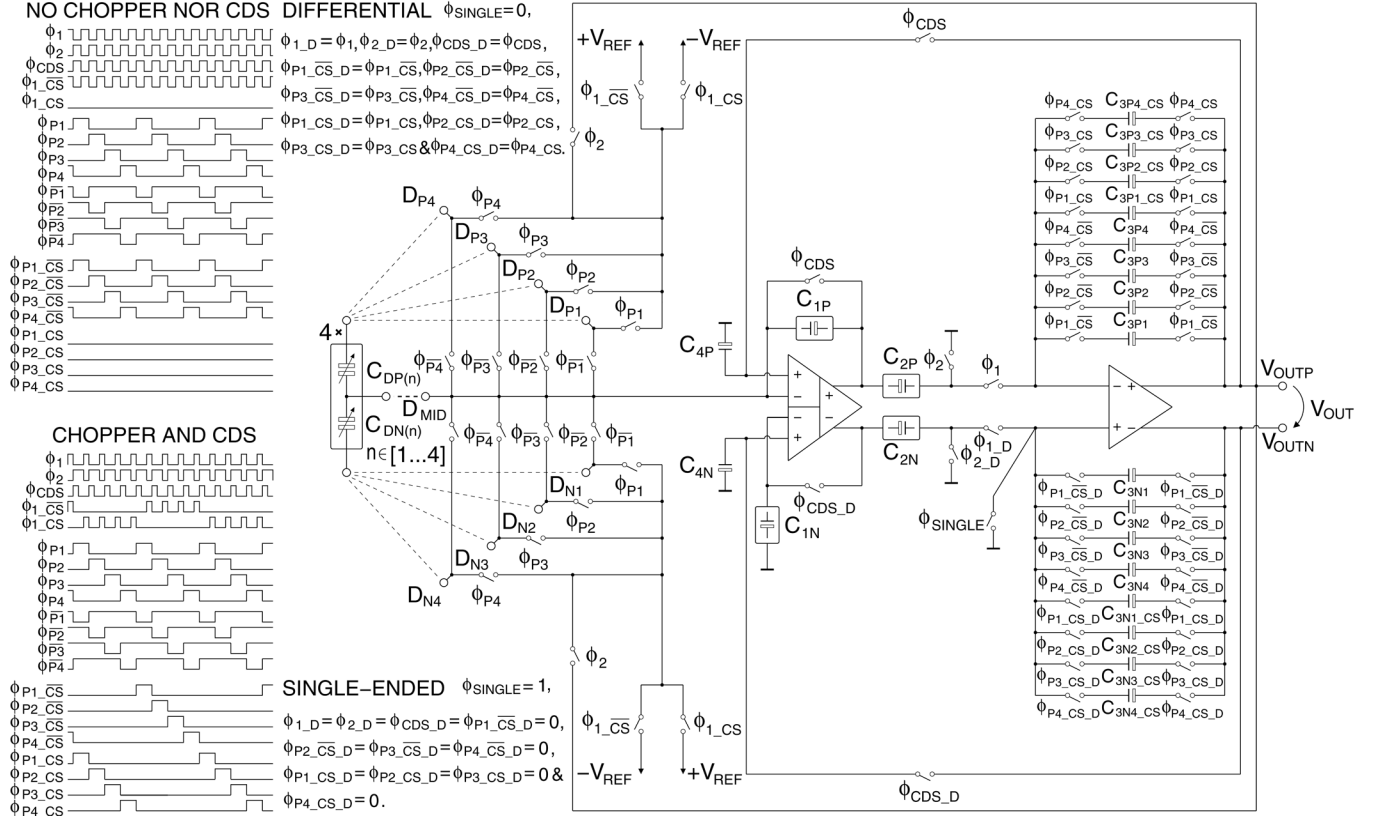 NO CHOPPER NOR CDS
ϕ1
ϕ2
ϕCDS
ϕ1_C̅S̅
ϕ1_CS
ϕP1
ϕP2
ϕP3
ϕP4
ϕP̅1̅
ϕP̅2̅
ϕP̅3̅
ϕP̅4̅
ϕP1_C̅S̅
ϕP2_C̅S̅
ϕP3_C̅S̅
ϕP4_C̅S̅
ϕP1_CS
ϕP2_CS
ϕP3_CS
ϕP4_CS
CHOPPER AND CDS
ϕ1
ϕ2
ϕCDS
ϕ1_C̅S̅
ϕ1_CS
ϕP1
ϕP2
ϕP3
ϕP4
ϕP̅1̅
ϕP̅2̅
ϕP̅3̅
ϕP̅4̅
ϕP1_C̅S̅
ϕP2_C̅S̅
ϕP3_C̅S̅
ϕP4_C̅S̅
ϕP1_CS
ϕP2_CS
ϕP3_CS
ϕP4_CS
DIFFERENTIAL ϕSINGLE=0,
ϕ1_D=ϕ1,ϕ2_D=ϕ2,ϕCDS_D=ϕCDS,
ϕP1_C̅S̅_D=ϕP1_C̅S̅,ϕP2_C̅S̅_D=ϕP2_C̅S̅,
ϕP3_C̅S̅_D=ϕP3_C̅S̅,ϕP4_C̅S̅_D=ϕP4_C̅S̅,
ϕP1_CS_D=ϕP1_CS,ϕP2_CS_D=ϕP2_CS,
ϕP3_CS_D=ϕP3_CS&ϕP4_CS_D=ϕP4_CS.
SINGLE−ENDED ϕSINGLE=1,
ϕ1_D=ϕ2_D=ϕCDS_D=ϕP1_C̅S̅_D=0,
ϕP2_C̅S̅_D=ϕP3_C̅S̅_D=ϕP4_C̅S̅_D=0,
ϕP1_CS_D=ϕP2_CS_D=ϕP3_CS_D=0&
ϕP4_CS_D=0.
+VREF −VREF
ϕ1_C̅S̅ ϕ1_CS
ϕ2
DP4 ϕP4
DP3 ϕP3
DP2 ϕP2
DP1 ϕP1
4×
CDP(n)
ϕP̅4̅ ϕP̅3̅ ϕP̅2̅ ϕP̅1̅
DMID
CDN(n)
n∈[1...4]
ϕP̅4̅ ϕP̅3̅ ϕP̅2̅ ϕP̅1̅
DN1 ϕP1
DN2 ϕP2
DN3 ϕP3
DN4 ϕP4
ϕ2
ϕ1_C̅S̅ ϕ1_CS
−VREF +VREF
ϕCDS
ϕCDS
C1P
C4P
+
−
+
−
−
+
C4N
ϕCDS_D
C1N
C2P
ϕ2
ϕ1
C2N
ϕ1_D
ϕ2_D
ϕSINGLE
ϕP4_CS C3P4_CS ϕP4_CS
ϕP3_CS C3P3_CS ϕP3_CS
ϕP2_CS C3P2_CS ϕP2_CS
ϕP1_CS C3P1_CS ϕP1_CS
ϕP4_C̅S̅ C3P4 ϕP4_C̅S̅
ϕP3_C̅S̅ C3P3 ϕP3_C̅S̅
ϕP2_C̅S̅ C3P2 ϕP2_C̅S̅
ϕP1_C̅S̅ C3P1 ϕP1_C̅S̅
− +
+ −
VOUTP
VOUT
VOUTN
ϕP1_C̅S̅_D C3N1 ϕP1_C̅S̅_D
ϕP2_C̅S̅_D C3N2 ϕP2_C̅S̅_D
ϕP3_C̅S̅_D C3N3 ϕP3_C̅S̅_D
ϕP4_C̅S̅_D C3N4 ϕP4_C̅S̅_D
ϕP1_CS_D C3N1_CS ϕP1_CS_D
ϕP2_CS_D C3N2_CS ϕP2_CS_D
ϕP3_CS_D C3N3_CS ϕP3_CS_D
ϕP4_CS_D C3N4_CS ϕP4_CS_D
ϕCDS_D